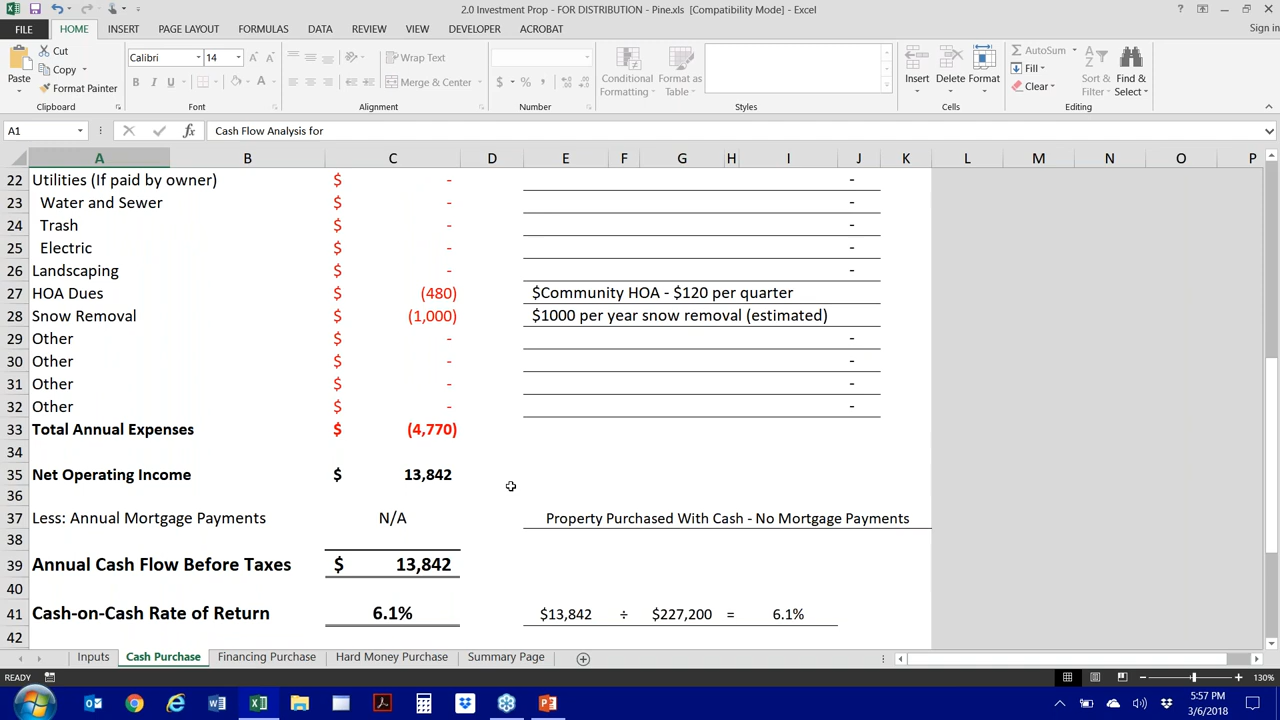 2.0 Investment Prop - FOR DISTRIBUTION - Pine.xls [Compatibility Mode] - Excel
FILE HOME INSERT PAGE LAYOUT FORMULAS DATA REVIEW VIEW DEVELOPER ACROBAT Sign in
Paste Cut Copy Format Painter Clipboard
Calibri 14 B I U Font
Wrap Text Merge & Center Alignment
$ % , Number
Conditional Formatting Format as Table Styles
Insert Delete Format Cells
AutoSum Fill Clear Sort & Filter Find & Select Editing
A1 fx Cash Flow Analysis for
A B C D E F G H I J K L M N O P
22 Utilities (If paid by owner) $ - -
23 Water and Sewer $ - -
24 Trash $ - -
25 Electric $ - -
26 Landscaping $ - -
27 HOA Dues $ (480) $Community HOA - $120 per quarter
28 Snow Removal $ (1,000) $1000 per year snow removal (estimated)
29 Other $ - -
30 Other $ - -
31 Other $ - -
32 Other $ - -
33 Total Annual Expenses $ (4,770)
34
35 Net Operating Income $ 13,842
36
37 Less: Annual Mortgage Payments N/A Property Purchased With Cash - No Mortgage Payments
38
39 Annual Cash Flow Before Taxes $ 13,842
40
41 Cash-on-Cash Rate of Return 6.1% $13,842 ÷ $227,200 = 6.1%
42
Inputs Cash Purchase Financing Purchase Hard Money Purchase Summary Page
READY 130%
5:57 PM
3/6/2018